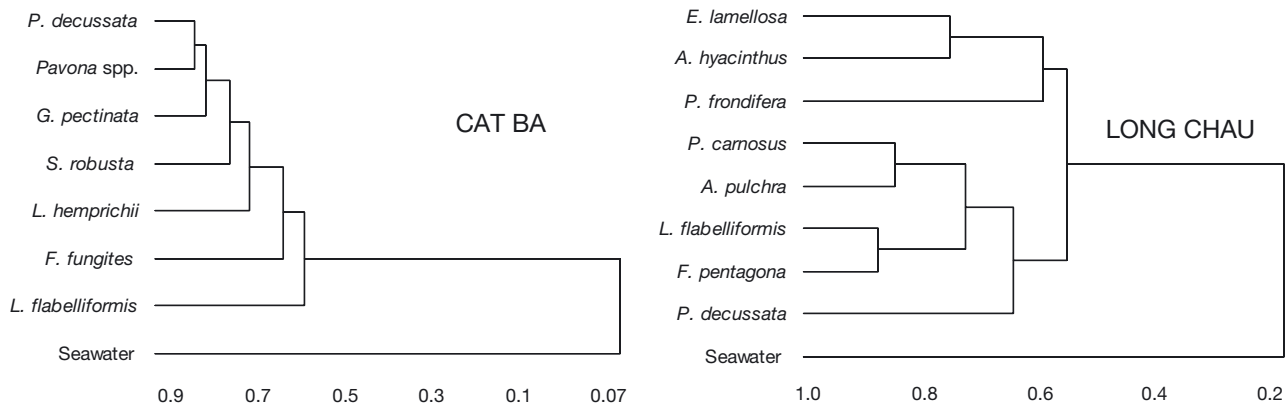 P. decussata
Pavona spp.
G. pectinata
S. robusta
L. hemprichii
F. fungites
L. flabelliformis
Seawater
CAT BA
0.9 0.7 0.5 0.3 0.1 0.07
E. lamellosa
A. hyacinthus
P. frondifera
P. carnosus
A. pulchra
L. flabelliformis
F. pentagona
P. decussata
Seawater
LONG CHAU
1.0 0.8 0.6 0.4 0.2